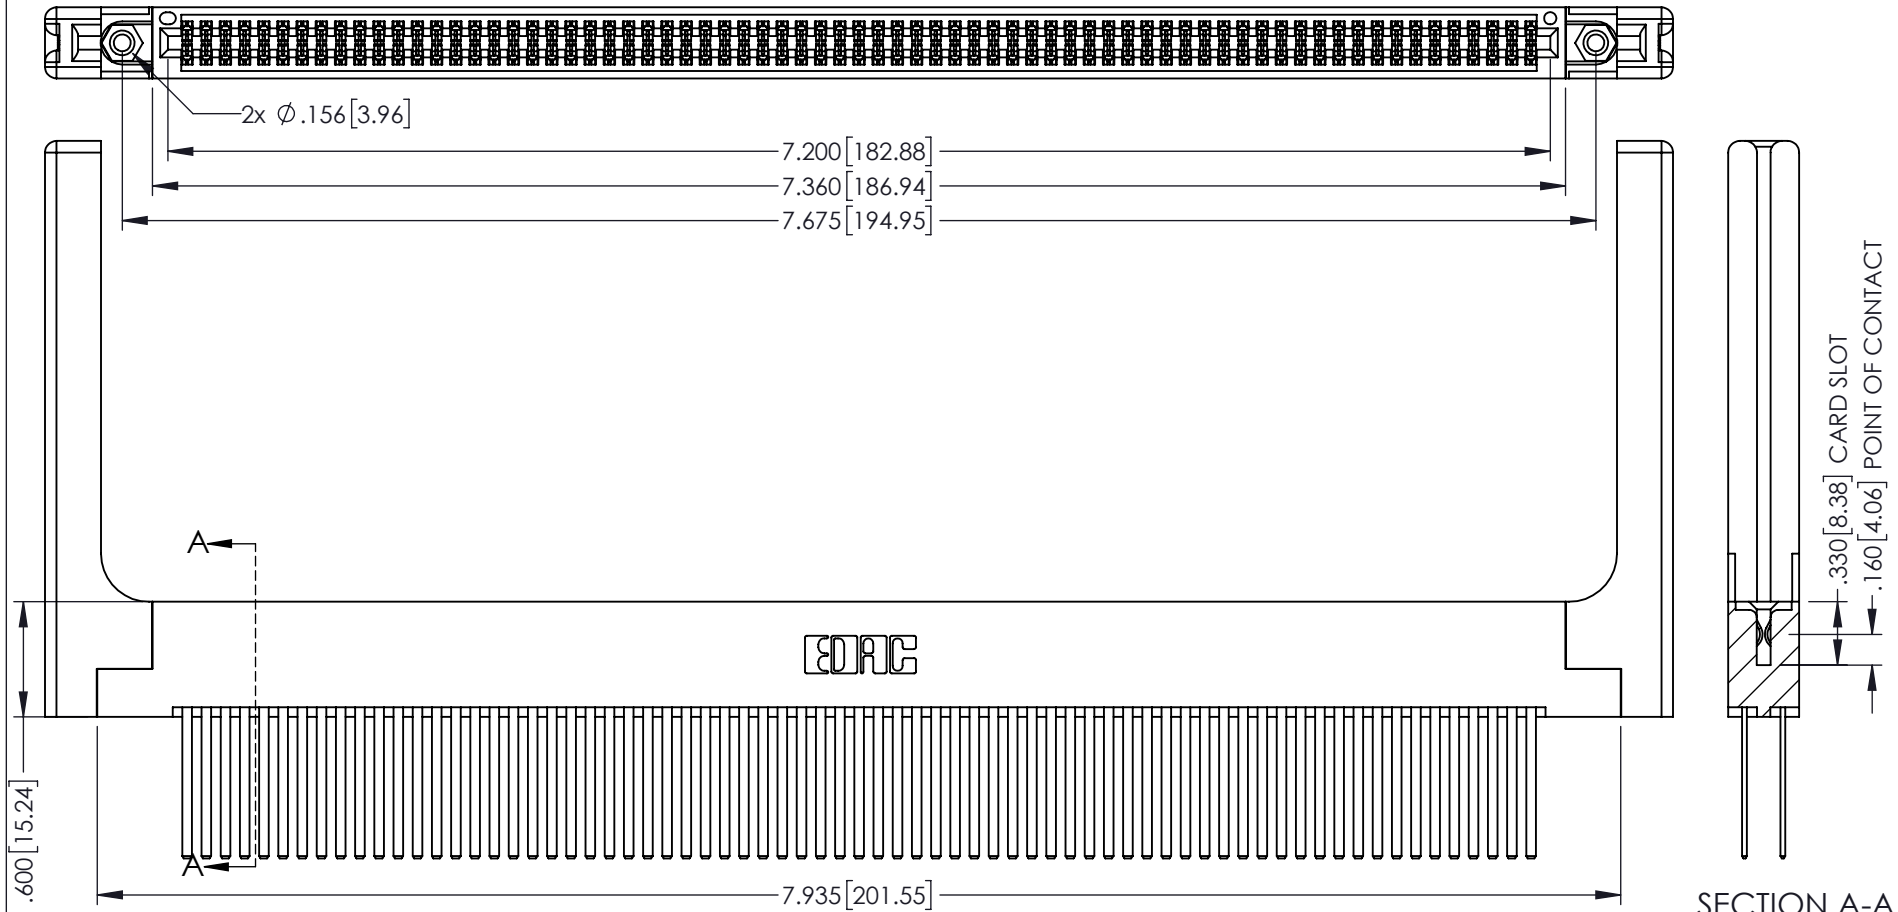 2x ∅.156[3.96]
7.200[182.88]
7.360[186.94]
7.675[194.95]
.330[8.38] CARD SLOT
.160[4.06] POINT OF CONTACT
A
EDAC
.600[15.24]
A
7.935[201.55]
SECTION A-A